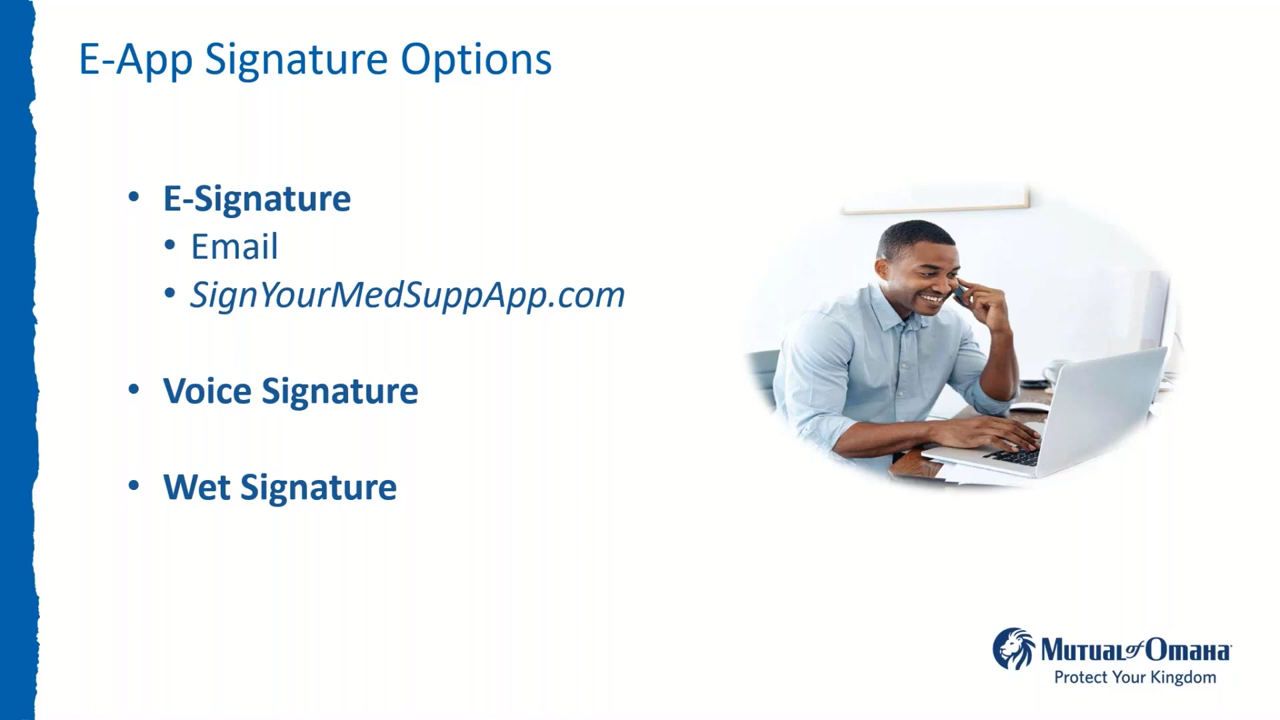 E-App Signature Options
• E-Signature
• Email
• SignYourMedSuppApp.com
• Voice Signature
• Wet Signature
Mutual of Omaha
Protect Your Kingdom